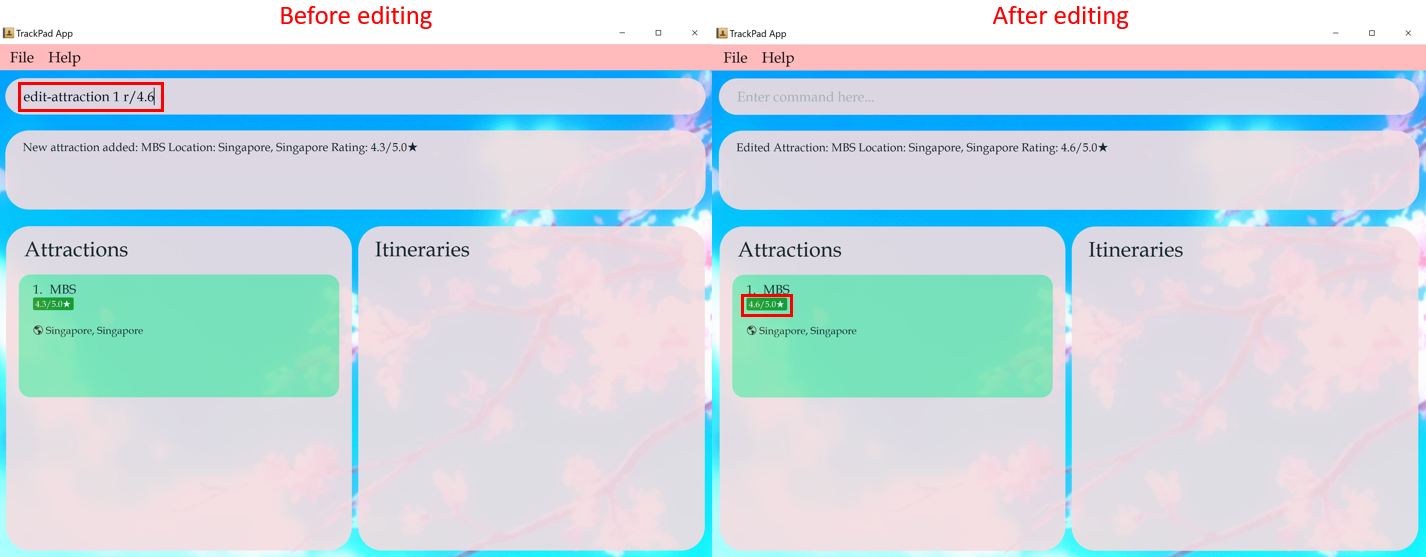 Before editing
TrackPad App
File Help
edit-attraction 1 r/4.6
New attraction added: MBS Location: Singapore, Singapore Rating: 4.3/5.0★
Attractions
1. MBS
4.3/5.0★
Singapore, Singapore
Itineraries
After editing
TrackPad App
File Help
Enter command here...
Edited Attraction: MBS Location: Singapore, Singapore Rating: 4.6/5.0★
Attractions
1. MBS
4.6/5.0★
Singapore, Singapore
Itineraries